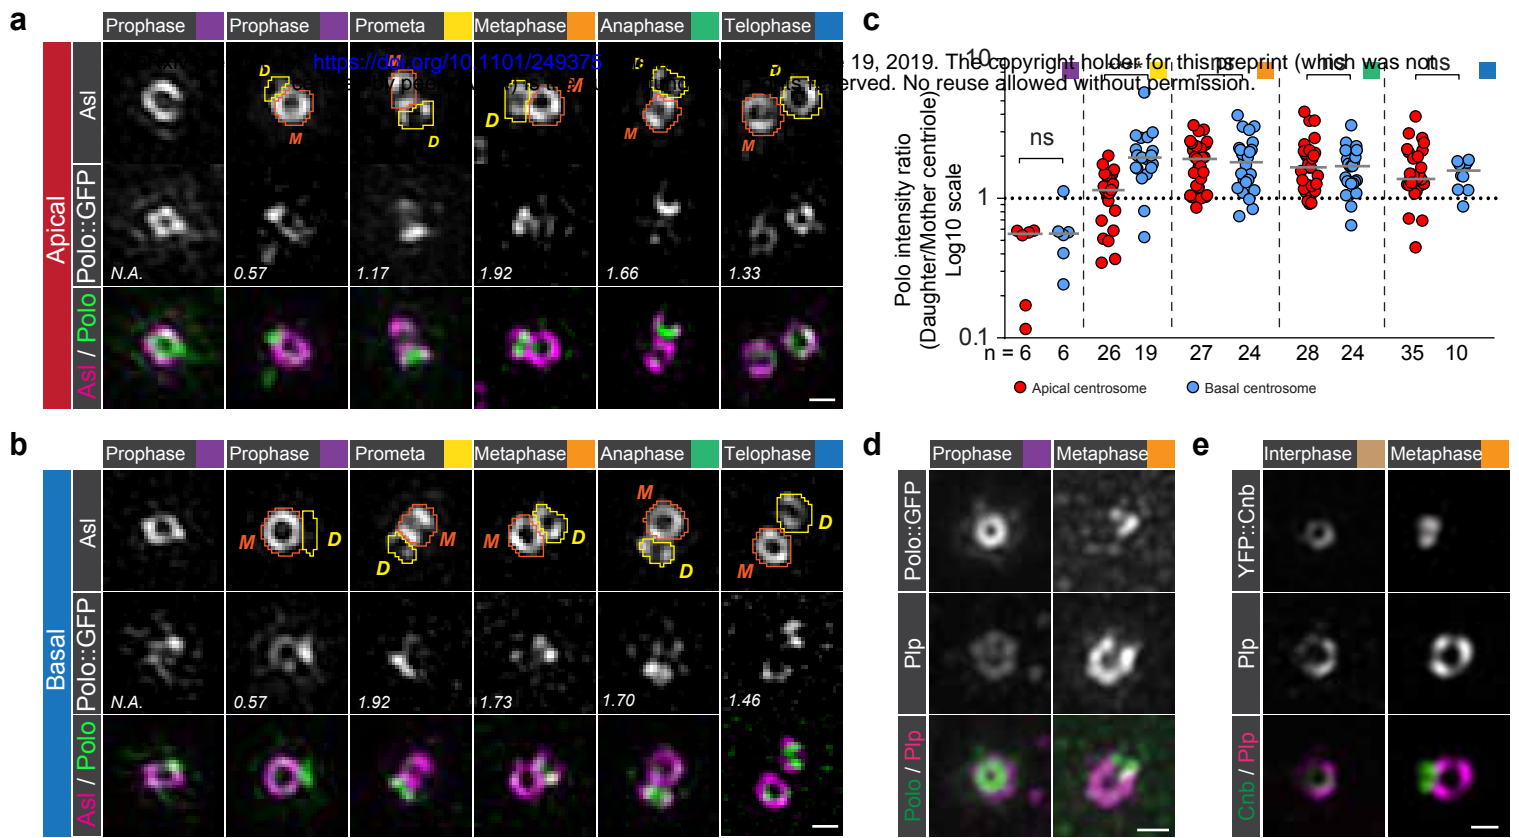 a
Prophase Prophase Prometa Metaphase Anaphase Telophase
Apical
Asl
D M
M D
D M
M
D M
https://doi.org/10.1101/249375
19, 2019. The copyright holder for this preprint (which was not
served. No reuse allowed without permission.
Polo::GFP
N.A. 0.57 1.17 1.92 1.66 1.33
Asl / Polo
b
Prophase Prophase Prometa Metaphase Anaphase Telophase
Basal
Asl
M D
D M
M D
M D
D M
Polo::GFP
N.A. 0.57 1.92 1.73 1.70 1.46
Asl / Polo
c
Polo intensity ratio
(Daughter/Mother centriole)
Log10 scale
10
1
0.1
ns **** ns ns ns
n = 6 6 26 19 27 24 28 24 35 10
Apical centrosome Basal centrosome
d
Prophase Metaphase
Polo::GFP
Plp
Polo / Plp
e
Interphase Metaphase
YFP::Cnb
Plp
Cnb / Plp